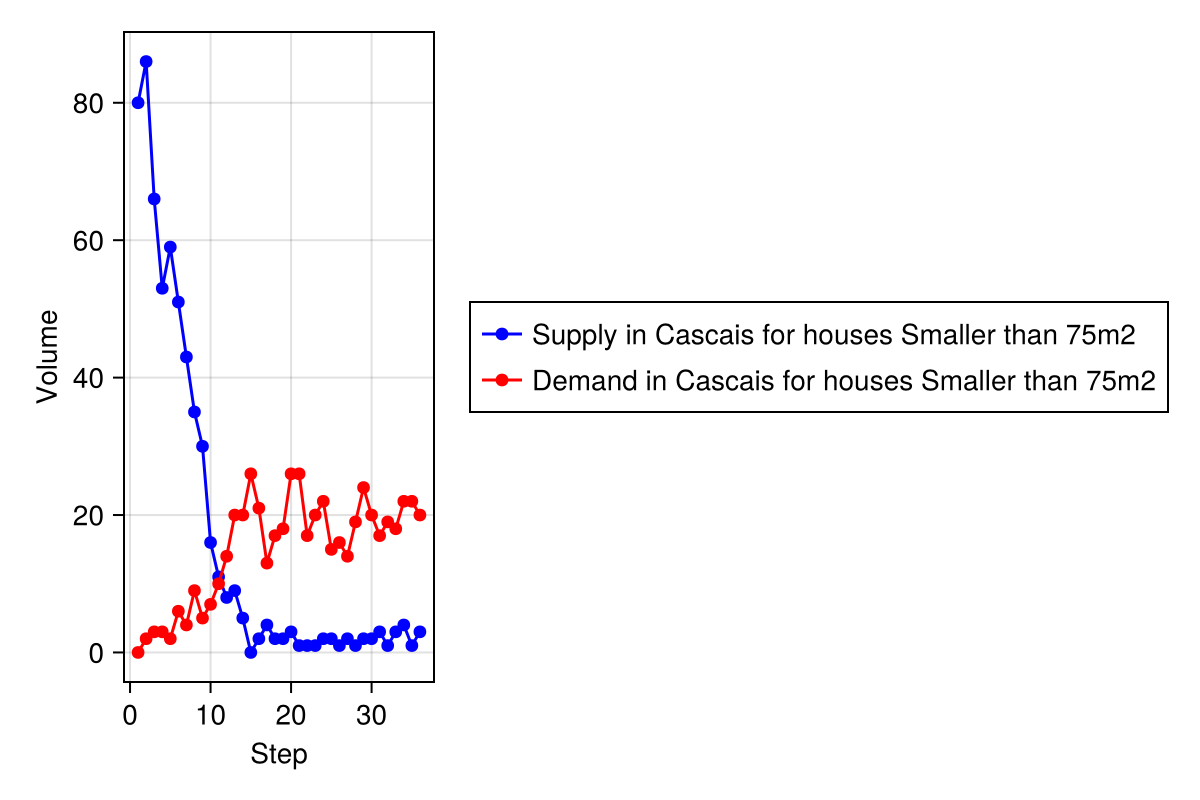 80
60
40
20
0
Volume
0 10 20 30
Step
Supply in Cascais for houses Smaller than 75m2
Demand in Cascais for houses Smaller than 75m2